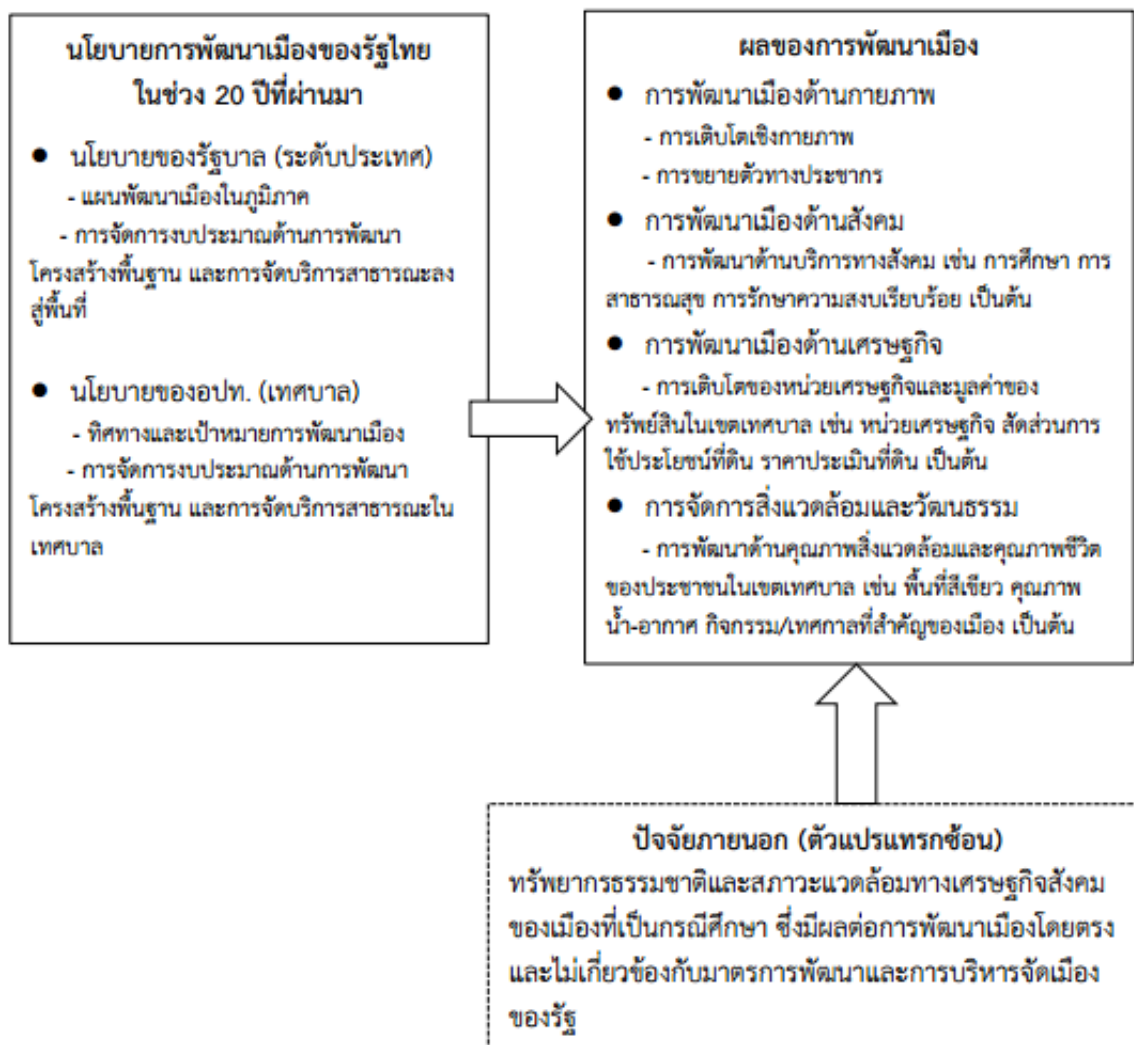 นโยบายการพัฒนาเมืองของรัฐไทย
ในช่วง 20 ปีที่ผ่านมา
● นโยบายของรัฐบาล (ระดับประเทศ)
- แผนพัฒนาเมืองในภูมิภาค
- การจัดการงบประมาณด้านการพัฒนา
โครงสร้างพื้นฐาน และการจัดบริการสาธารณะลง
สู่พื้นที่
● นโยบายของอปท. (เทศบาล)
- ทิศทางและเป้าหมายการพัฒนาเมือง
- การจัดการงบประมาณด้านการพัฒนา
โครงสร้างพื้นฐาน และการจัดบริการสาธารณะใน
เทศบาล
ผลของการพัฒนาเมือง
● การพัฒนาเมืองด้านกายภาพ
- การเติบโตเชิงกายภาพ
- การขยายตัวทางประชากร
● การพัฒนาเมืองด้านสังคม
- การพัฒนาด้านบริการทางสังคม เช่น การศึกษา การ
สาธารณสุข การรักษาความสงบเรียบร้อย เป็นต้น
● การพัฒนาเมืองด้านเศรษฐกิจ
- การเติบโตของหน่วยเศรษฐกิจและมูลค่าของ
ทรัพย์สินในเขตเทศบาล เช่น หน่วยเศรษฐกิจ สัดส่วนการ
ใช้ประโยชน์ที่ดิน ราคาประเมินที่ดิน เป็นต้น
● การจัดการสิ่งแวดล้อมและวัฒนธรรม
- การพัฒนาด้านคุณภาพสิ่งแวดล้อมและคุณภาพชีวิต
ของประชาชนในเขตเทศบาล เช่น พื้นที่สีเขียว คุณภาพ
น้ำ-อากาศ กิจกรรม/เทศกาลที่สำคัญของเมือง เป็นต้น
ปัจจัยภายนอก (ตัวแปรแทรกซ้อน)
ทรัพยากรธรรมชาติและสภาวะแวดล้อมทางเศรษฐกิจสังคม
ของเมืองที่เป็นกรณีศึกษา ซึ่งมีผลต่อการพัฒนาเมืองโดยตรง
และไม่เกี่ยวข้องกับมาตรการพัฒนาและการบริหารจัดเมือง
ของรัฐ